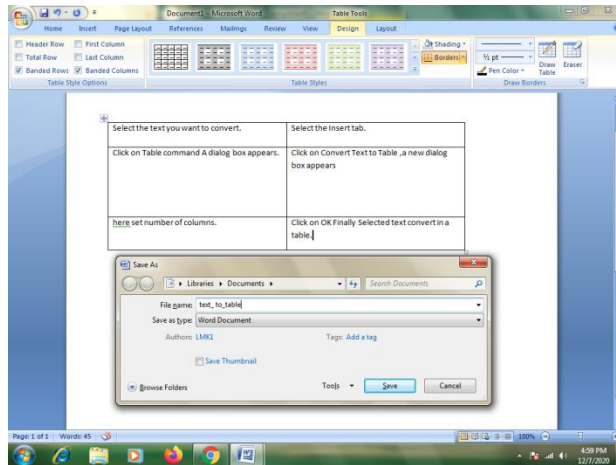 Document1 - Microsoft Word
Table Tools
Home Insert Page Layout References Mailings Review View Design Layout
Header Row First Column
Total Row Last Column
Banded Rows Banded Columns
Table Style Options
Table Styles
Shading
Borders
½ pt
Pen Color
Draw Table
Eraser
Draw Borders
Select the text you want to convert.
Select the Insert tab.
Click on Table command A dialog box appears.
Click on Convert Text to Table ,a new dialog
box appears
here set number of columns.
Click on OK Finally Selected text convert in a
table.
Save As
Libraries Documents
Search Documents
File name: text_ to_table
Save as type: Word Document
Authors: LMK1
Tags: Add a tag
Save Thumbnail
Browse Folders
Tools
Save
Cancel
Page: 1 of 1 Words: 45
100%
4:59 PM
12/7/2020